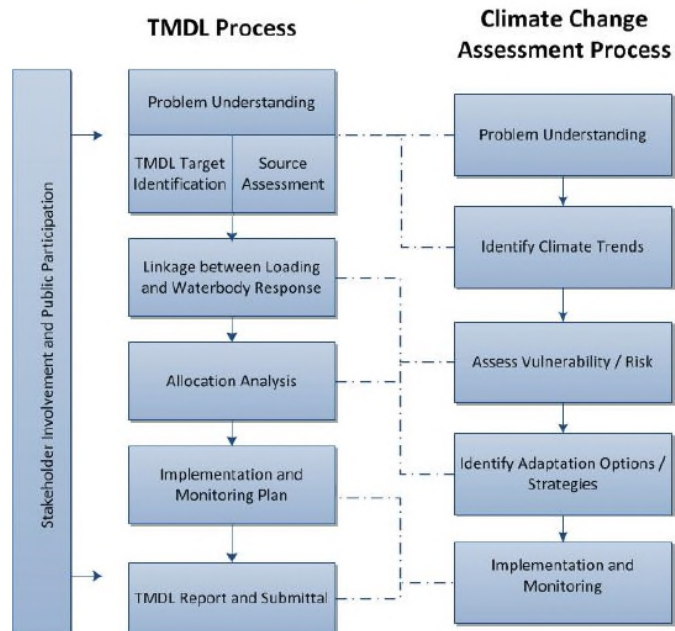 TMDL Process
Climate Change
Assessment Process
Stakeholder Involvement and Public Participation
Problem Understanding
TMDL Target
Identification
Source
Assessment
Linkage between Loading
and Waterbody Response
Allocation Analysis
Implementation and
Monitoring Plan
TMDL Report and Submittal
Problem Understanding
Identify Climate Trends
Assess Vulnerability / Risk
Identify Adaptation Options /
Strategies
Implementation and
Monitoring